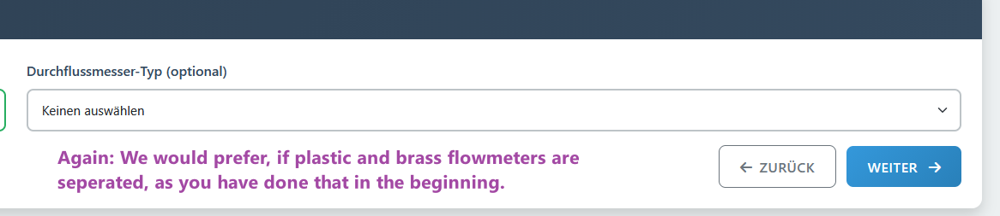 Durchflussmesser-Typ (optional)
Keinen auswählen
Again: We would prefer, if plastic and brass flowmeters are
seperated, as you have done that in the beginning.
ZURÜCK
WEITER